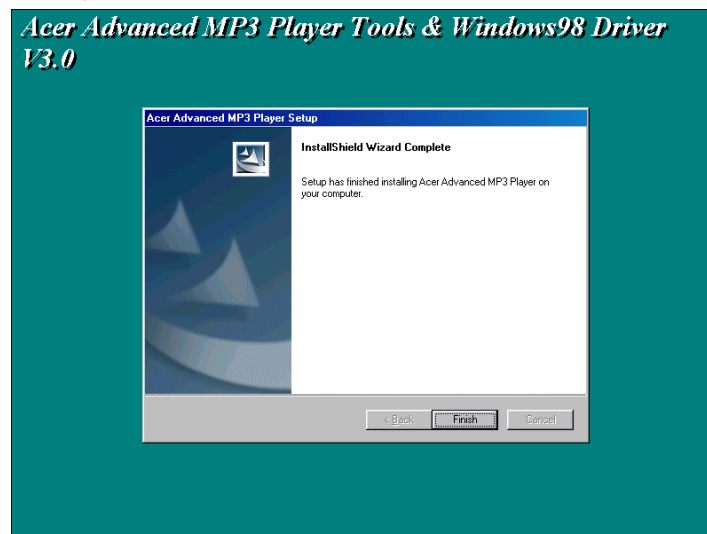 Acer Advanced MP3 Player Tools & Windows98 Driver
V3.0
Acer Advanced MP3 Player Setup
InstallShield Wizard Complete
Setup has finished installing Acer Advanced MP3 Player on
your computer.
< Back
Finish
Cancel